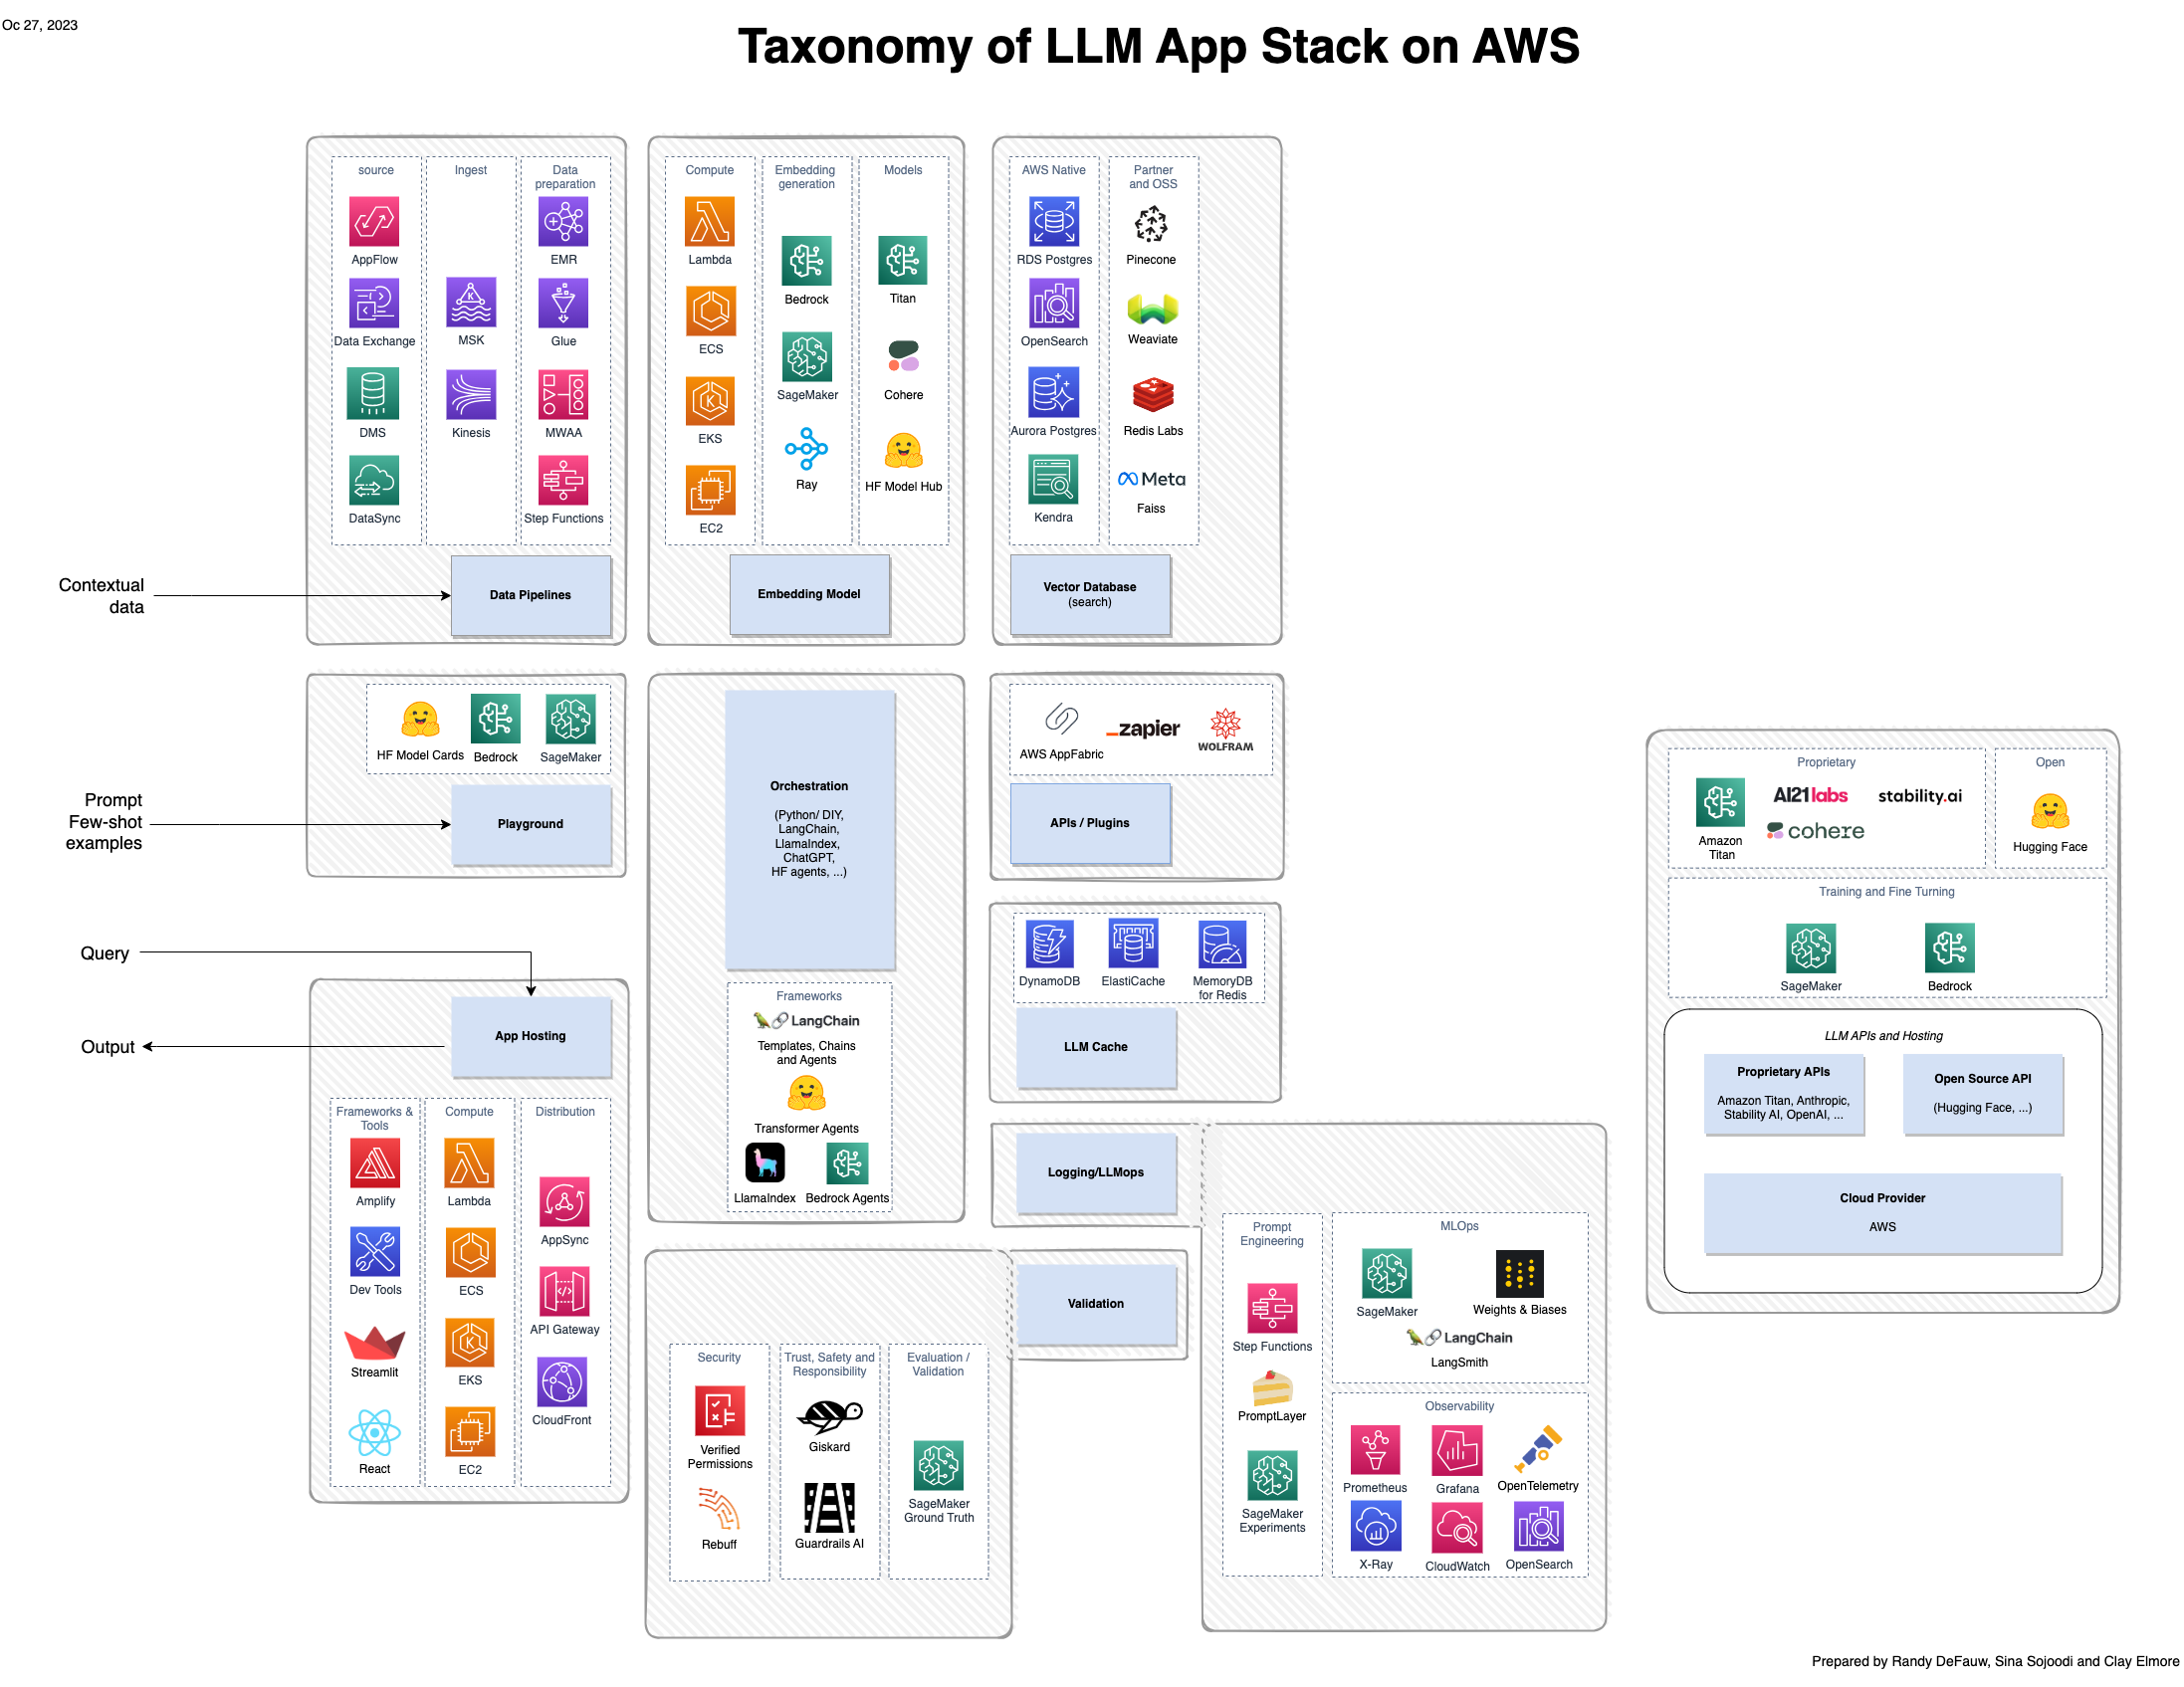 Oc 27, 2023
Taxonomy of LLM App Stack on AWS
source
AppFlow
Data Exchange
DMS
DataSync
Ingest
MSK
Kinesis
Data
preparation
EMR
Glue
MWAA
Step Functions
Contextual
data
Data Pipelines
Compute
Lambda
ECS
EKS
EC2
Embedding
generation
Bedrock
SageMaker
Ray
Models
Titan
Cohere
HF Model Hub
Embedding Model
AWS Native
RDS Postgres
OpenSearch
Aurora Postgres
Kendra
Partner
and OSS
Pinecone
Weaviate
Redis Labs
Meta
Faiss
Vector Database
(search)
HF Model Cards
Bedrock
SageMaker
Prompt
Few-shot
examples
Playground
Orchestration
(Python/ DIY,
LangChain,
LlamaIndex,
ChatGPT,
HF agents, ...)
Frameworks
LangChain
Templates, Chains
and Agents
Transformer Agents
LlamaIndex
Bedrock Agents
AWS AppFabric
_zapier
WOLFRAM
APIs / Plugins
DynamoDB
ElastiCache
MemoryDB
for Redis
LLM Cache
Query
Output
App Hosting
Frameworks &
Tools
Amplify
Dev Tools
Streamlit
React
Compute
Lambda
ECS
EKS
EC2
Distribution
AppSync
API Gateway
CloudFront
Logging/LLMops
Prompt
Engineering
Step Functions
PromptLayer
SageMaker
Experiments
MLOps
SageMaker
Weights & Biases
LangChain
LangSmith
Observability
Prometheus
Grafana
OpenTelemetry
X-Ray
CloudWatch
OpenSearch
Validation
Security
Verified
Permissions
Rebuff
Trust, Safety and
Responsibility
Giskard
Guardrails AI
Evaluation /
Validation
SageMaker
Ground Truth
Proprietary
Amazon
Titan
AI21labs
stability.ai
cohere
Open
Hugging Face
Training and Fine Turning
SageMaker
Bedrock
LLM APIs and Hosting
Proprietary APIs
Amazon Titan, Anthropic,
Stability AI, OpenAI, ...
Open Source API
(Hugging Face, ...)
Cloud Provider
AWS
Prepared by Randy DeFauw, Sina Sojoodi and Clay Elmore